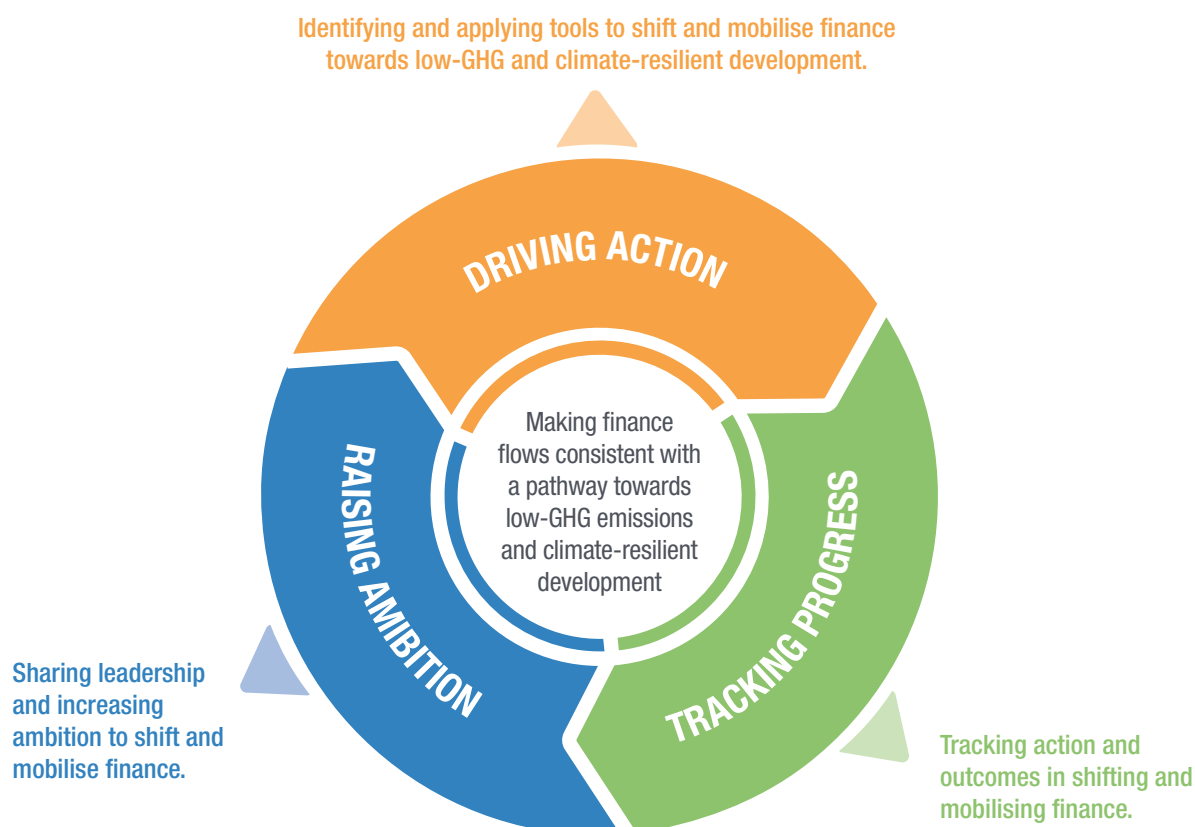 Identifying and applying tools to shift and mobilise finance
towards low-GHG and climate-resilient development.
DRIVING ACTION
Making finance
flows consistent with
a pathway towards
low-GHG emissions
and climate-resilient
development
RAISING AMIBITION
TRACKING PROGRESS
Sharing leadership
and increasing
ambition to shift and
mobilise finance.
Tracking action and
outcomes in shifting and
mobilising finance.